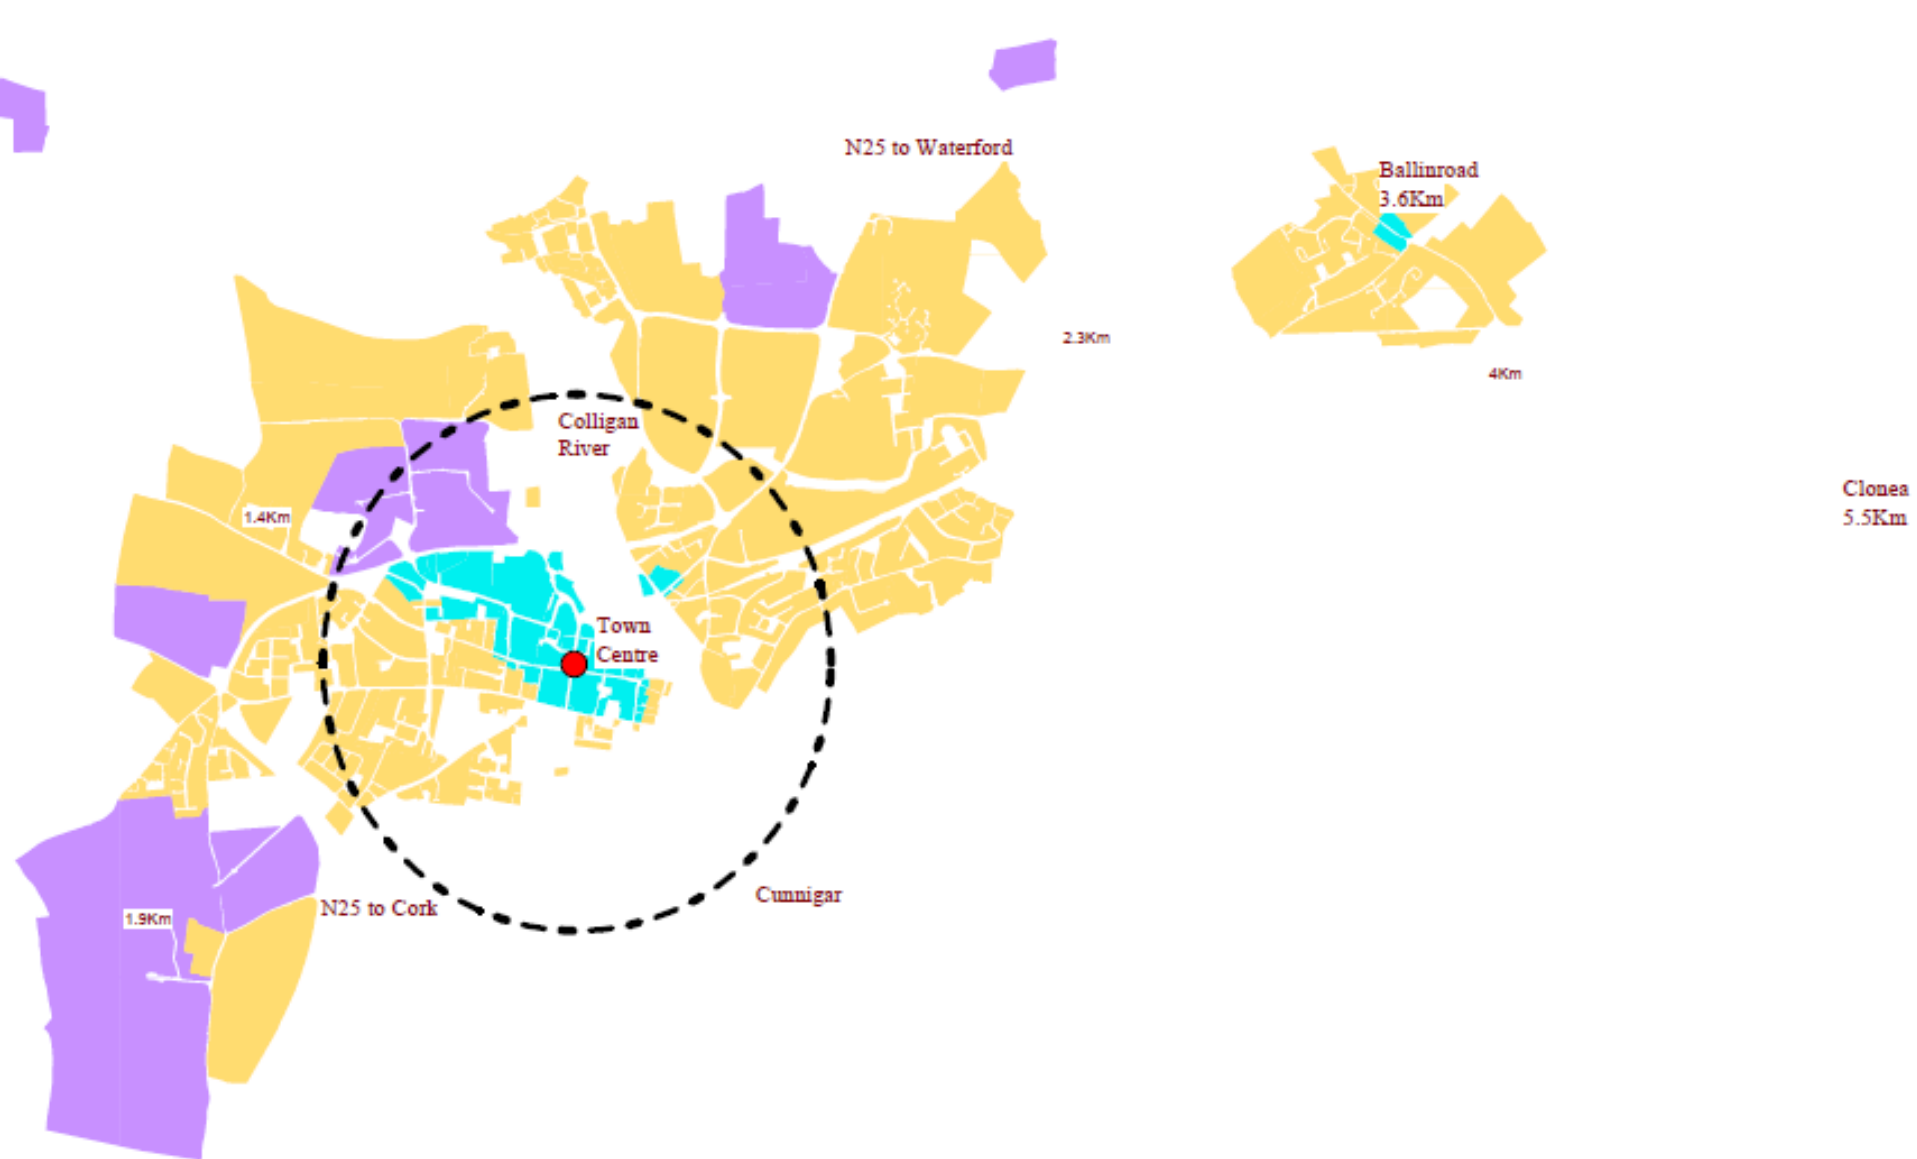 N25 to Waterford
Ballinroad
3.6Km
2.3Km
4Km
Colligan
River
Clonea
5.5Km
1.4Km
Town
Centre
Cunnigar
N25 to Cork
1.9Km